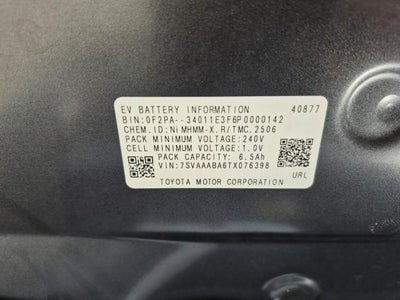 EV BATTERY INFORMATION 40877
BIN:0F2PA--34011E3F6P0000142
CHEM.ID:NiMHMM-X.R/TMC.2506
PACK MINIMUM VOLTAGE:240V
CELL MINIMUM VOLTAGE:1.0V
PACK CAPACITY: 6.5Ah
VIN:7SVAAABA6TX076398
TOYOTA MOTOR CORPORATION
URL